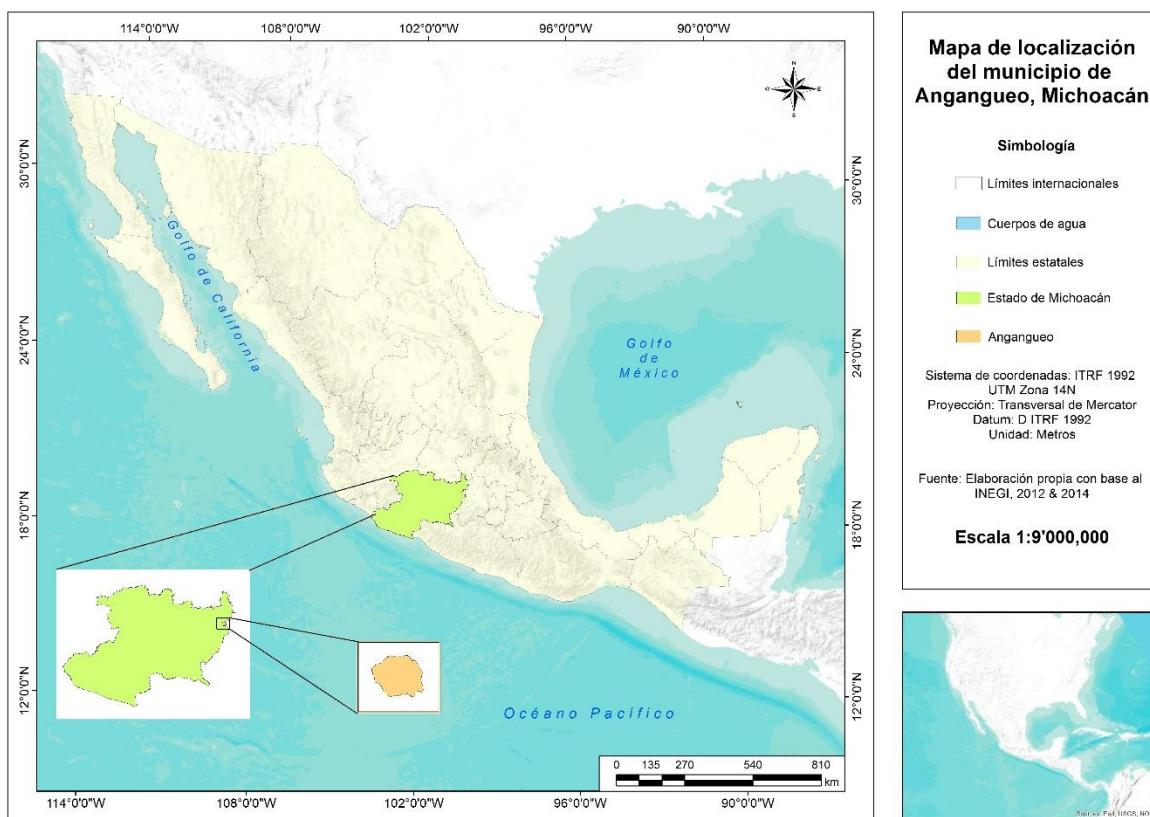 114°0'0"W 108°0'0"W 102°0'0"W 96°0'0"W 90°0'0"W
N
O E
S
30°0'0"N
24°0'0"N
18°0'0"N
12°0'0"N
30°0'0"N
24°0'0"N
18°0'0"N
12°0'0"N
Golfo de California
Golfo
de
México
Océano Pacífico
0 135 270 540 810
km
114°0'0"W 108°0'0"W 102°0'0"W 96°0'0"W 90°0'0"W
Mapa de localización
del municipio de
Angangueo, Michoacán
Simbología
Límites internacionales
Cuerpos de agua
Límites estatales
Estado de Michoacán
Angangueo
Sistema de coordenadas: ITRF 1992
UTM Zona 14N
Proyección: Transversal de Mercator
Datum: D ITRF 1992
Unidad: Metros
Fuente: Elaboración propia con base al
INEGI, 2012 & 2014
Escala 1:9'000,000
Sources: Esri, USGS, NO